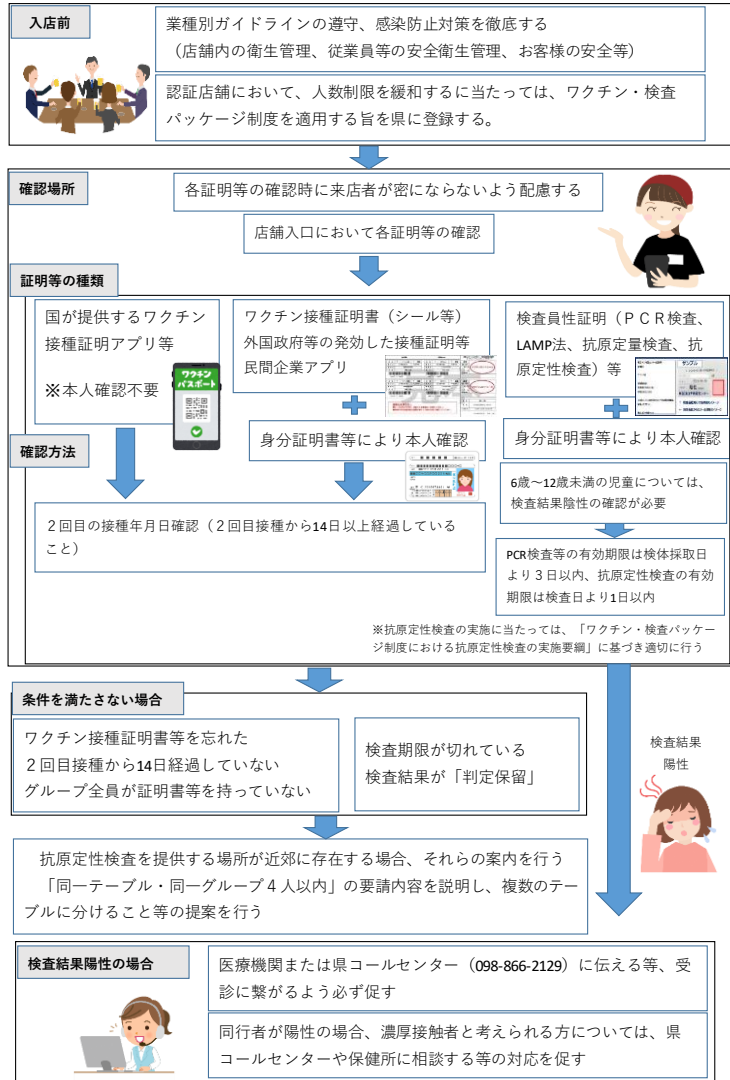 入店前
業種別ガイドラインの遵守、感染防止対策を徹底する
（店舗内の衛生管理、従業員等の安全衛生管理、お客様の安全等）
認証店舗において、人数制限を緩和するに当たっては、ワクチン・検査
パッケージ制度を適用する旨を県に登録する。
確認場所
各証明等の確認時に来店者が密にならないよう配慮する
店舗入口において各証明等の確認
証明等の種類
国が提供するワクチン
接種証明アプリ等
※本人確認不要
ワクチン
パスポート
ワクチン接種証明書（シール等）
外国政府等の発効した接種証明等
民間企業アプリ
身分証明書等により本人確認
検査員性証明（ＰＣＲ検査、
LAMP法、抗原定量検査、抗
原定性検査）等
サンプル
身分証明書等により本人確認
確認方法
２回目の接種年月日確認（２回目接種から14日以上経過している
こと）
6歳～12歳未満の児童については、
検査結果陰性の確認が必要
PCR検査等の有効期限は検体採取日
より３日以内、抗原定性検査の有効
期限は検査日より1日以内
※抗原定性検査の実施に当たっては、「ワクチン・検査パッケー
ジ制度における抗原定性検査の実施要綱」に基づき適切に行う
条件を満たさない場合
ワクチン接種証明書等を忘れた
２回目接種から14日経過していない
グループ全員が証明書等を持っていない
検査期限が切れている
検査結果が「判定保留」
検査結果
陽性
抗原定性検査を提供する場所が近郊に存在する場合、それらの案内を行う
「同一テーブル・同一グループ４人以内」の要請内容を説明し、複数のテー
ブルに分けること等の提案を行う
検査結果陽性の場合
医療機関または県コールセンター（098-866-2129）に伝える等、受
診に繋がるよう必ず促す
同行者が陽性の場合、濃厚接触者と考えられる方については、県
コールセンターや保健所に相談する等の対応を促す